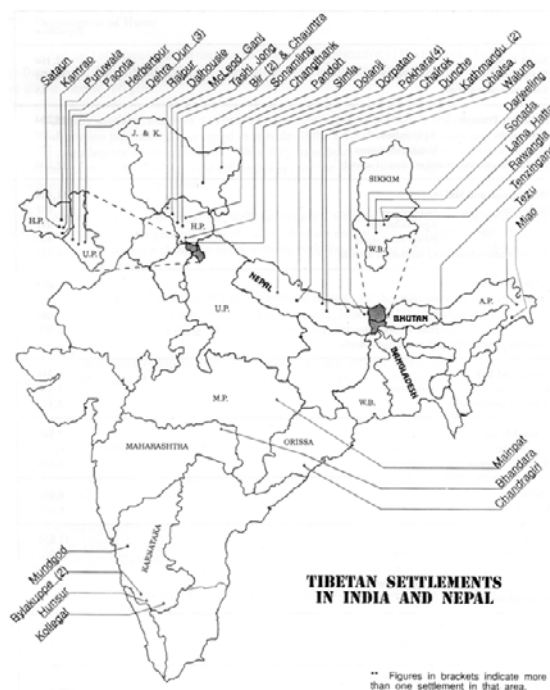 Sataun
Kamrao
Puruwala
Paonta
Herbertpur
Dehra Dun (3)
Rajpur
Dalhousie
McLeod Ganj
Tashi Jong
Bir (2) & Chauntra
Sonamling
Changthank
Pandoh
Simla
Dolanji
Dorpatan
Pokhara(4)
Chairok
Dunche
Kathmandu (2)
Chialsa
Walung
Darjeeling
Sonada
Lama Hatta
Rawangla
Tenzingang
Tezu
Miao
J. & K.
H.P.
U.P.
H.P.
SIKKIM
W.B.
NEPAL
BHUTAN
A.P.
U.P.
BANGLADESH
W.B.
M.P.
MAHARASHTRA
ORISSA
KARNATAKA
Mainpat
Bhandara
Chandragiri
Mundgod
Bylakuppe (2)
Hunsur
Kollegal
TIBETAN SETTLEMENTS
IN INDIA AND NEPAL
** Figures in brackets indicate more
than one settlement in that area.